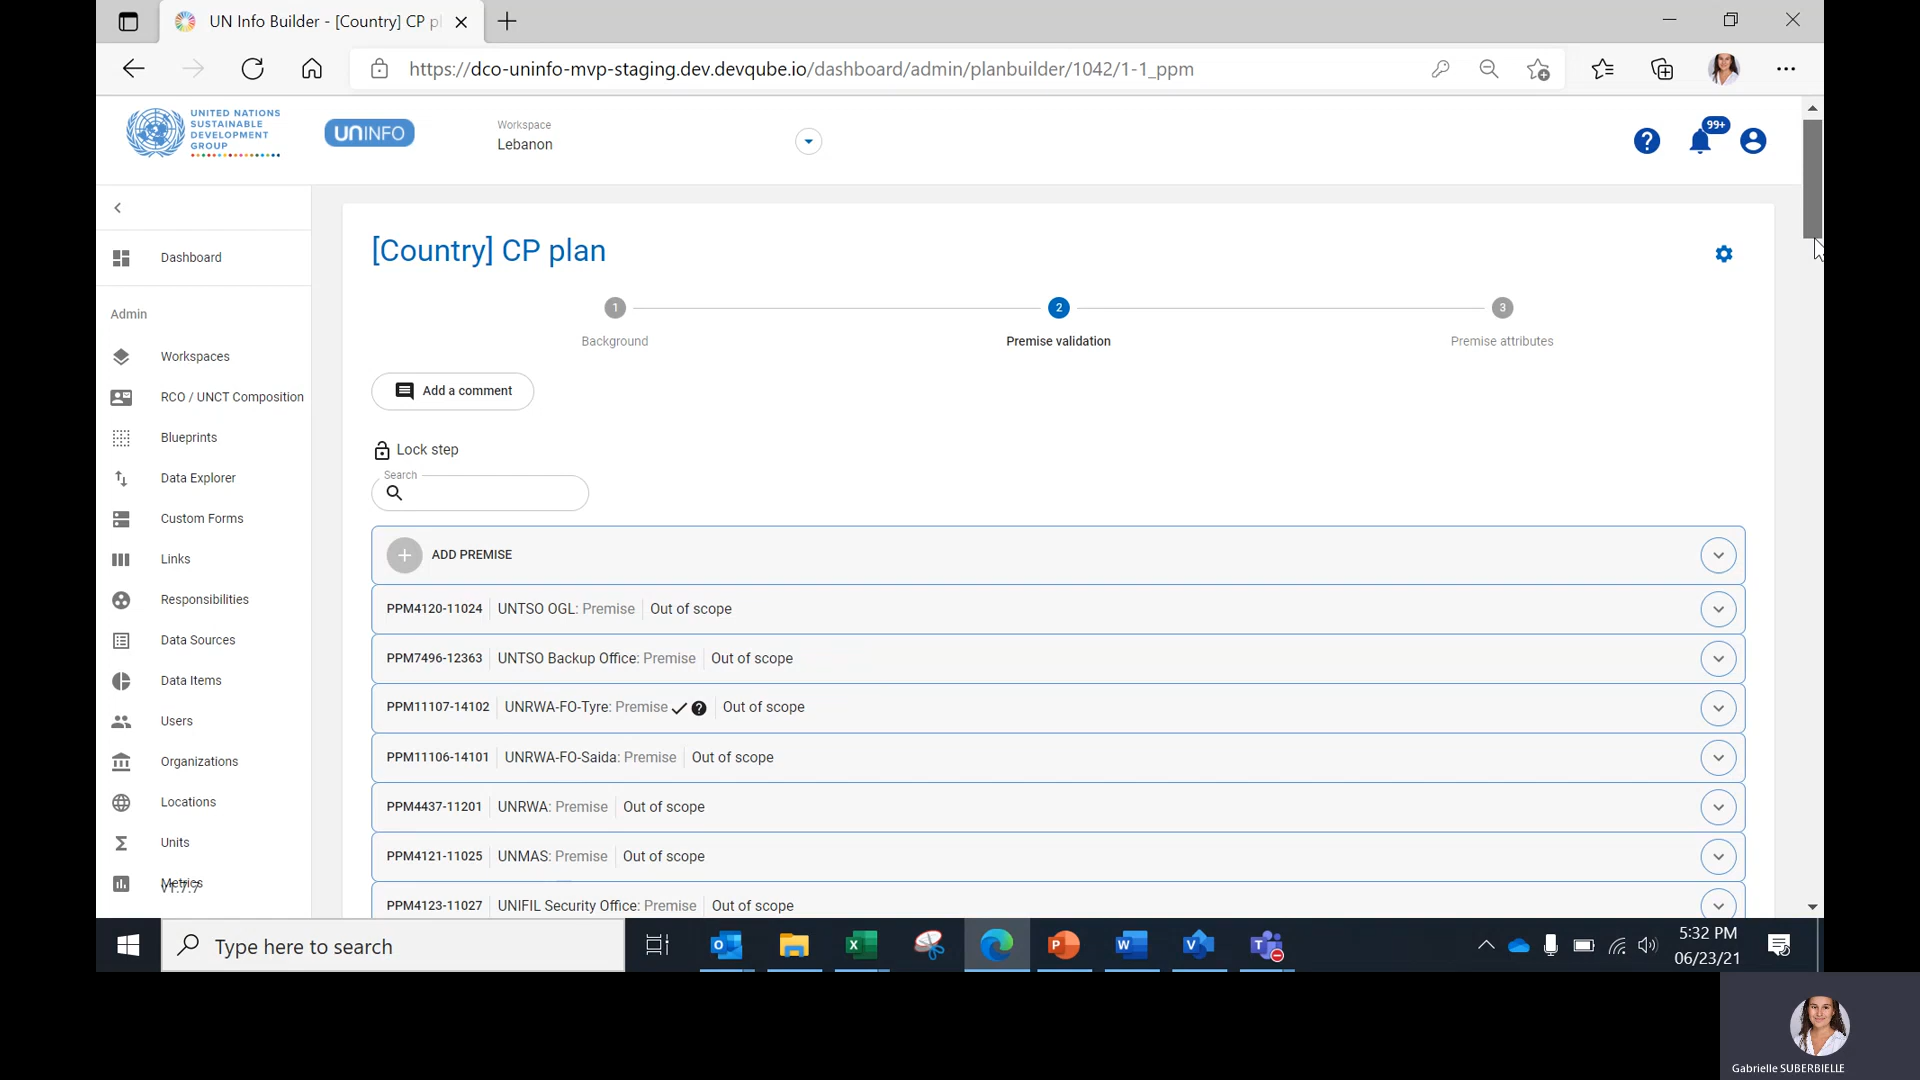 UN Info Builder - [Country] CP pl
https://dco-uninfo-mvp-staging.dev.devqube.io/dashboard/admin/planbuilder/1042/1-1_ppm
UNITED NATIONS
SUSTAINABLE
DEVELOPMENT
GROUP
UNINFO
Workspace
Lebanon
99+
Dashboard
Admin
Workspaces
RCO / UNCT Composition
Blueprints
Data Explorer
Custom Forms
Links
Responsibilities
Data Sources
Data Items
Users
Organizations
Locations
Units
Metrics
v1.7.7
[Country] CP plan
1
2
3
Background
Premise validation
Premise attributes
Add a comment
Lock step
Search
ADD PREMISE
PPM4120-11024 UNTSO OGL: Premise Out of scope
PPM7496-12363 UNTSO Backup Office: Premise Out of scope
PPM11107-14102 UNRWA-FO-Tyre: Premise Out of scope
PPM11106-14101 UNRWA-FO-Saida: Premise Out of scope
PPM4437-11201 UNRWA: Premise Out of scope
PPM4121-11025 UNMAS: Premise Out of scope
PPM4123-11027 UNIFIL Security Office: Premise Out of scope
Type here to search
5:32 PM
06/23/21
Gabrielle SUBERBIELLE